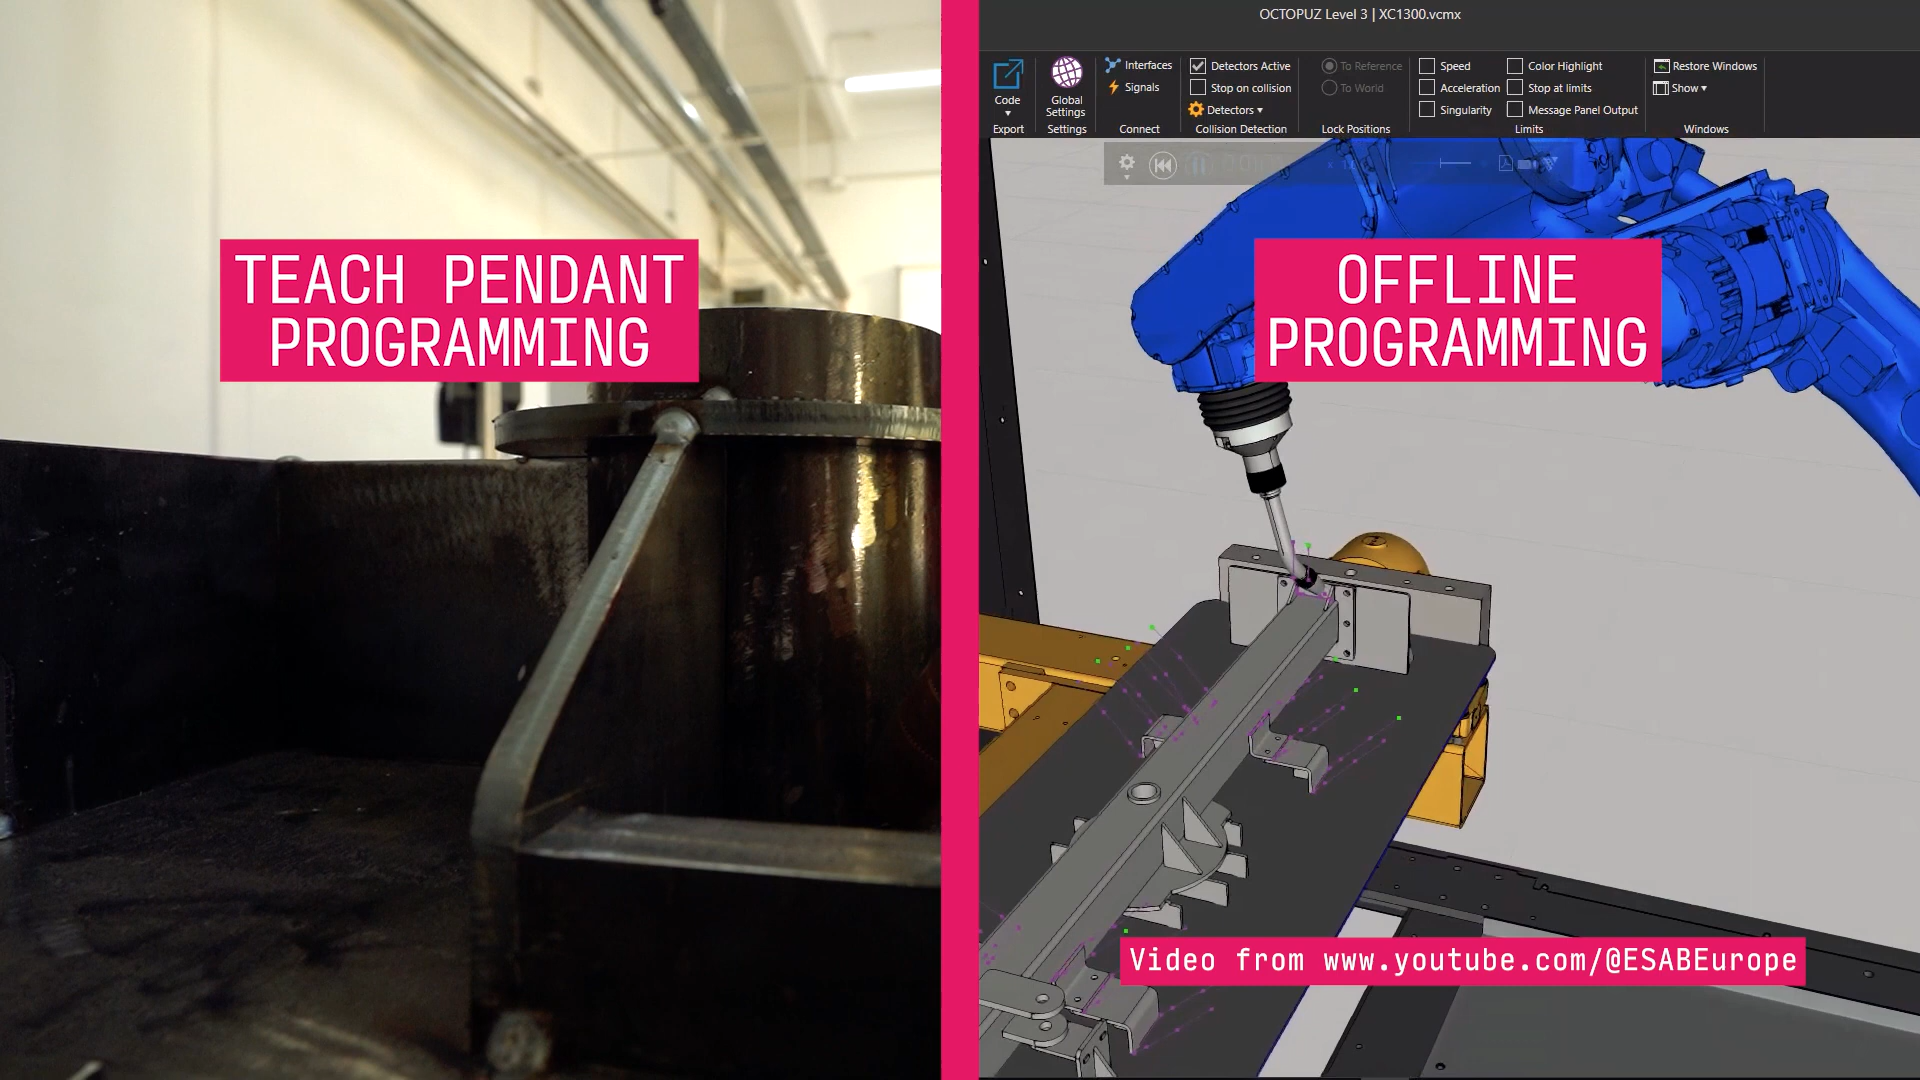 TEACH PENDANT
PROGRAMMING
OCTOPUZ Level 3 | XC1300.vcmx
Code
Export
Global
Settings
Settings
Interfaces
Signals
Connect
Detectors Active
Stop on collision
Detectors
Collision Detection
To Reference
To World
Lock Positions
Speed
Acceleration
Singularity
Color Highlight
Stop at limits
Message Panel Output
Limits
Restore Windows
Show
Windows
OFFLINE
PROGRAMMING
Video from www.youtube.com/@ESABEurope